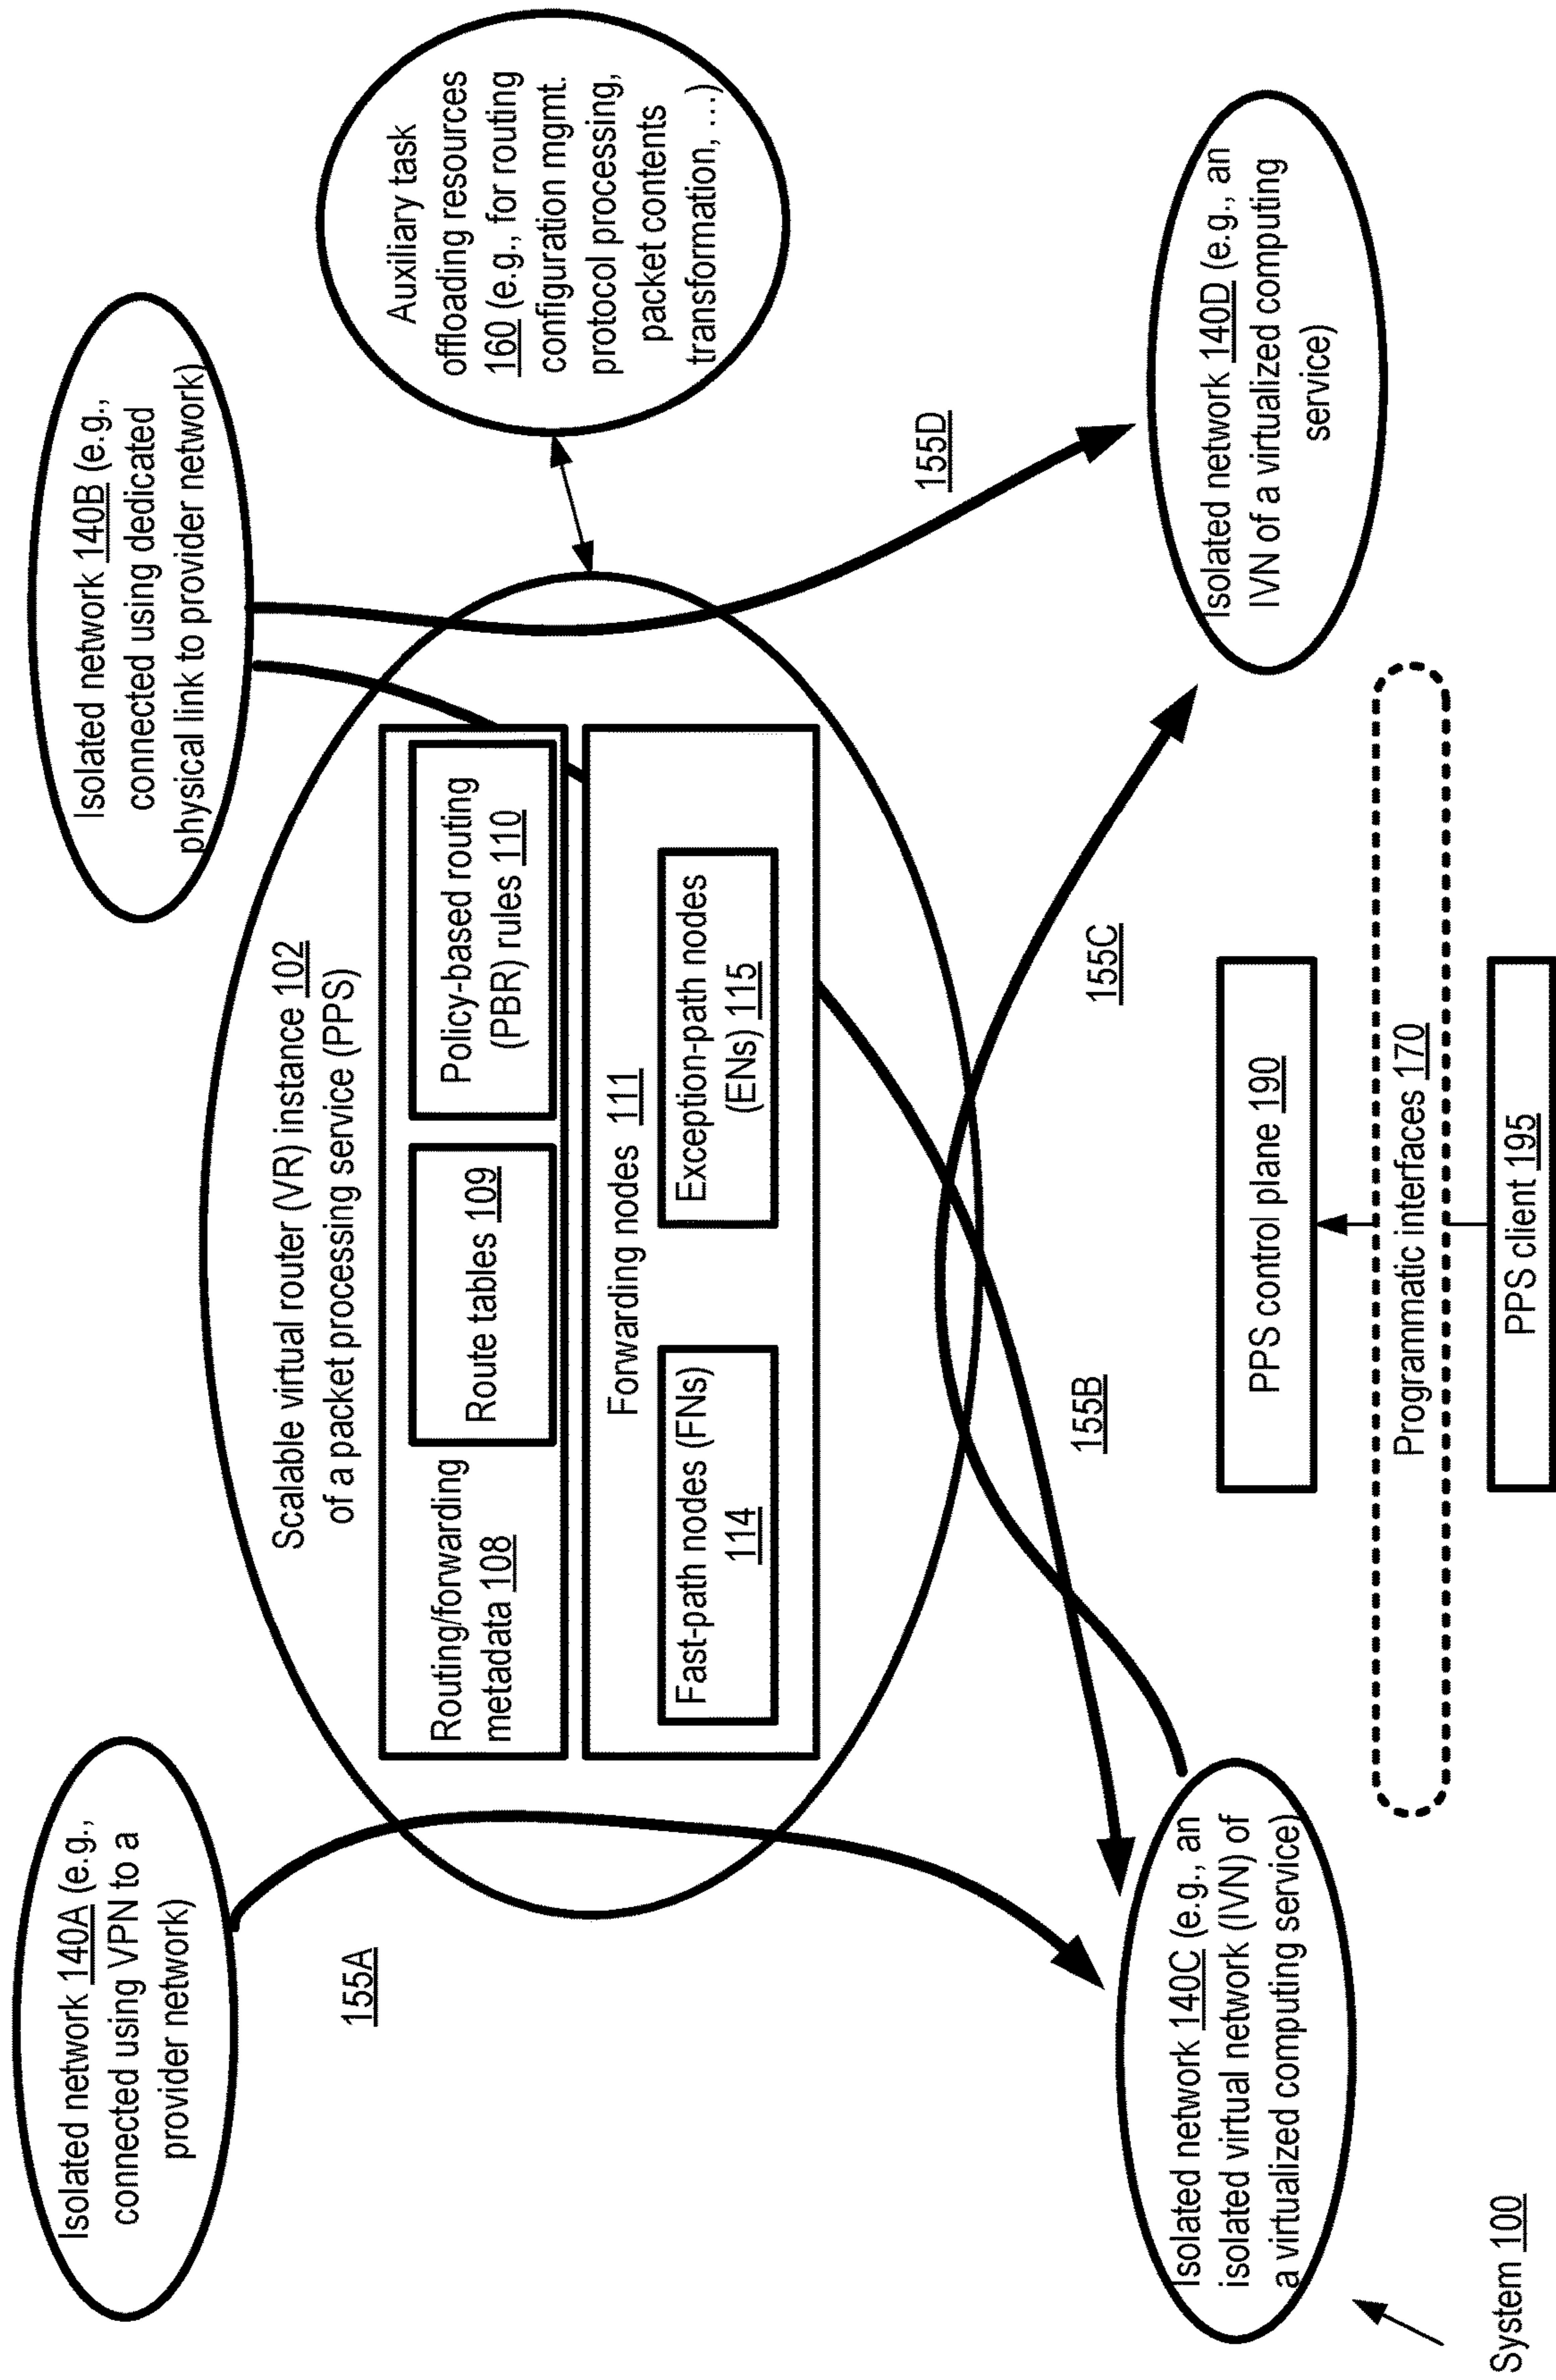 Isolated network 140A (e.g.,
connected using VPN to a
provider network)
Isolated network 140B (e.g.,
connected using dedicated
physical link to provider network)
Scalable virtual router (VR) instance 102
of a packet processing service (PPS)
155A
Routing/forwarding
metadata 108
Route tables 109
Policy-based routing
(PBR) rules 110
Forwarding nodes 111
Fast-path nodes (FNs)
114
Exception-path nodes
(ENs) 115
Auxiliary task
offloading resources
160 (e.g., for routing
configuration mgmt.
protocol processing,
packet contents
transformation, ...)
155D
155B
155C
Isolated network 140C (e.g., an
isolated virtual network (IVN) of
a virtualized computing service)
Isolated network 140D (e.g., an
IVN of a virtualized computing
service)
PPS control plane 190
Programmatic interfaces 170
PPS client 195
System 100